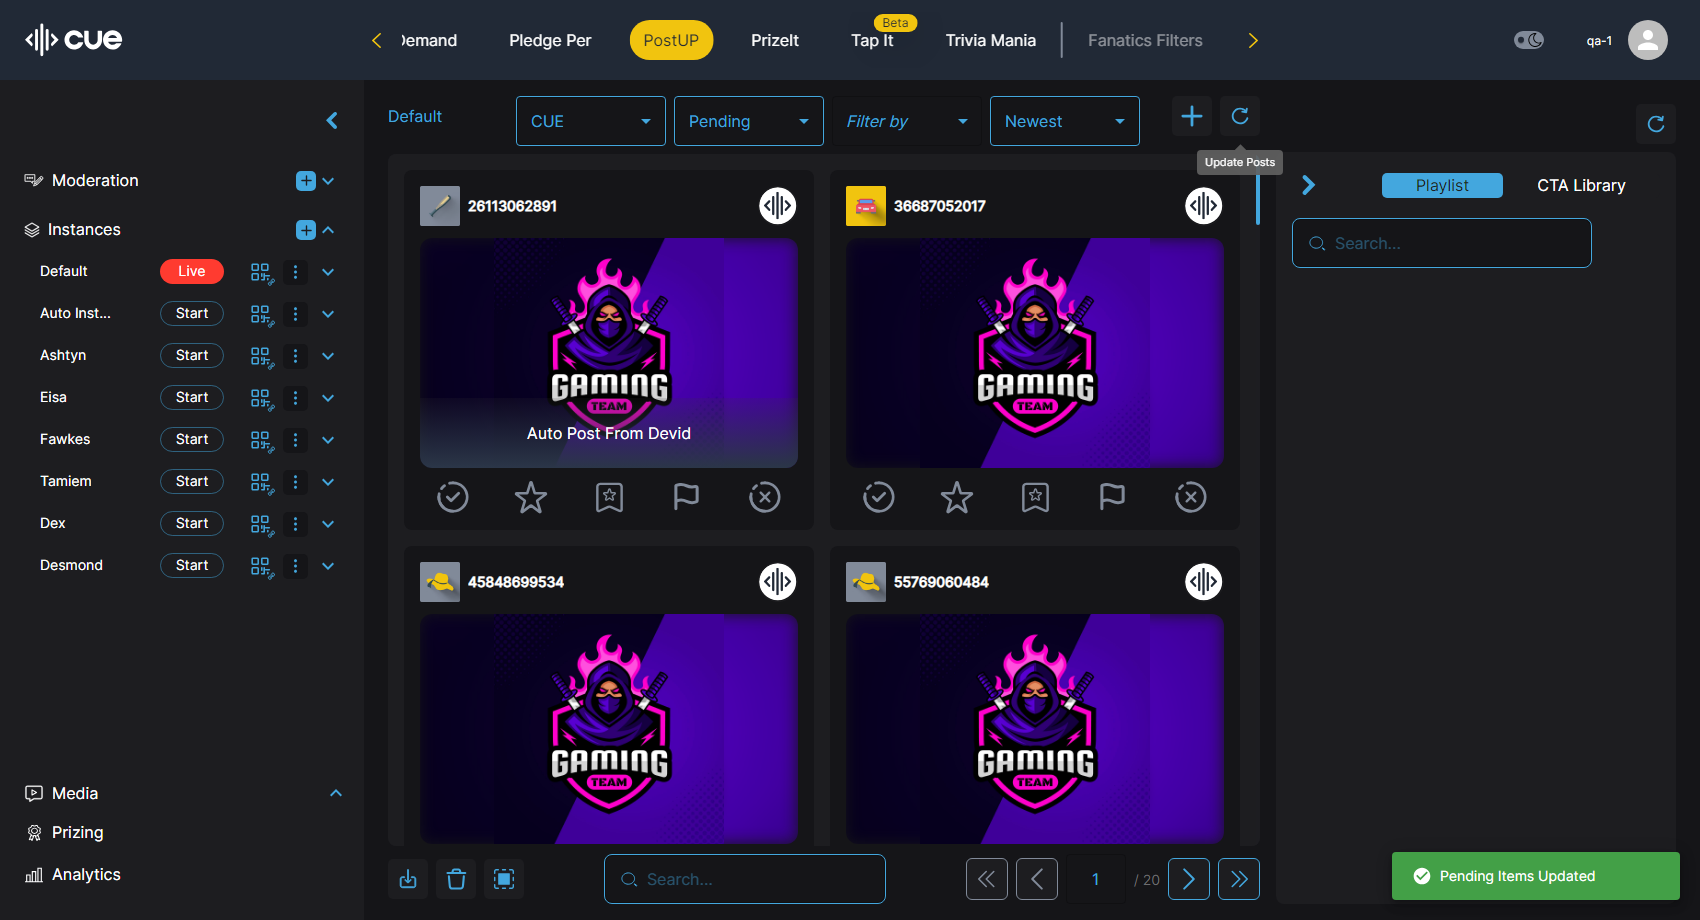 cue
Demand
Pledge Per
PostUP
PrizeIt
Beta
Tap It
Trivia Mania
Fanatics Filters
qa-1
Default
CUE
Pending
Filter by
Newest
Update Posts
Moderation
Instances
Default
Live
Auto Inst...
Start
Ashtyn
Start
Eisa
Start
Fawkes
Start
Tamiem
Start
Dex
Start
Desmond
Start
Media
Prizing
Analytics
26113062891
GAMING
TEAM
Auto Post From Devid
36687052017
GAMING
TEAM
45848699534
GAMING
TEAM
55769060484
GAMING
TEAM
Search...
1
/ 20
Playlist
CTA Library
Search...
Pending Items Updated